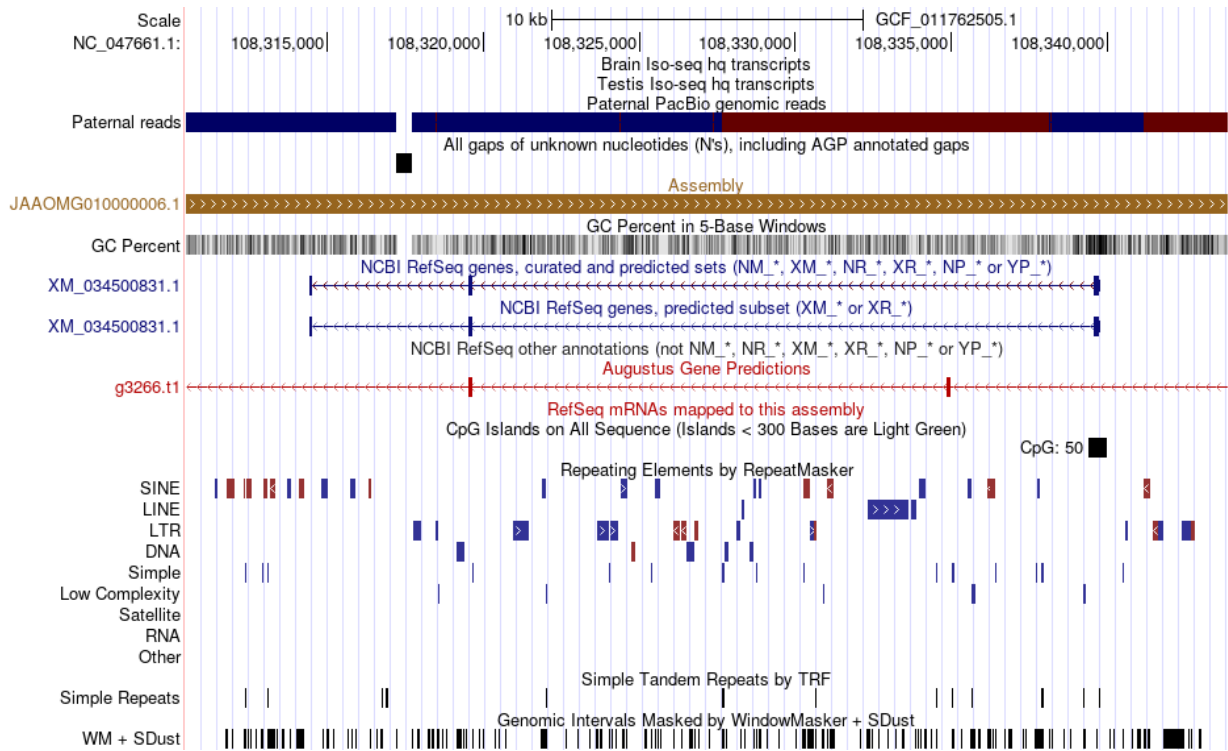 Scale 10 kb GCF_011762505.1
NC_047661.1: 108,315,000 108,320,000 108,325,000 108,330,000 108,335,000 108,340,000
Brain Iso-seq hq transcripts
Testis Iso-seq hq transcripts
Paternal PacBio genomic reads
Paternal reads
All gaps of unknown nucleotides (N's), including AGP annotated gaps
Assembly
JAAOMG010000006.1
GC Percent in 5-Base Windows
GC Percent
NCBI RefSeq genes, curated and predicted sets (NM_*, XM_*, NR_*, XR_*, NP_* or YP_*)
XM_034500831.1
NCBI RefSeq genes, predicted subset (XM_* or XR_*)
XM_034500831.1
NCBI RefSeq other annotations (not NM_*, NR_*, XM_*, XR_*, NP_* or YP_*)
Augustus Gene Predictions
g3266.t1
RefSeq mRNAs mapped to this assembly
CpG Islands on All Sequence (Islands < 300 Bases are Light Green)
CpG: 50
Repeating Elements by RepeatMasker
SINE
LINE
LTR
DNA
Simple
Low Complexity
Satellite
RNA
Other
Simple Tandem Repeats by TRF
Simple Repeats
Genomic Intervals Masked by WindowMasker + SDust
WM + SDust